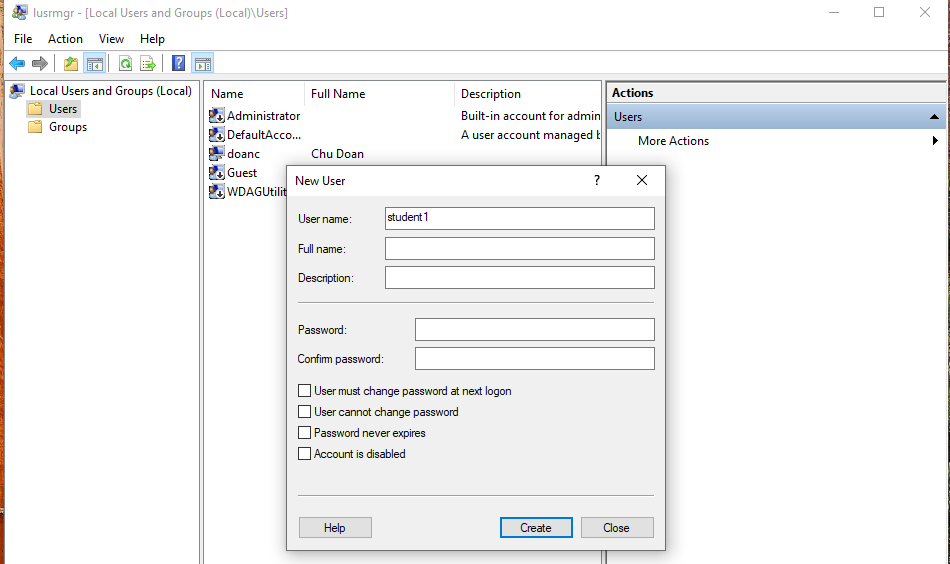 lusrmgr - [Local Users and Groups (Local)\Users]
File Action View Help
Local Users and Groups (Local)
Users
Groups
Name Full Name Description
Administrator Built-in account for admin
DefaultAcco... A user account managed b
doanc Chu Doan
Guest
WDAGUtilit
Actions
Users
More Actions
New User
User name: student1
Full name:
Description:
Password:
Confirm password:
User must change password at next logon
User cannot change password
Password never expires
Account is disabled
Help Create Close